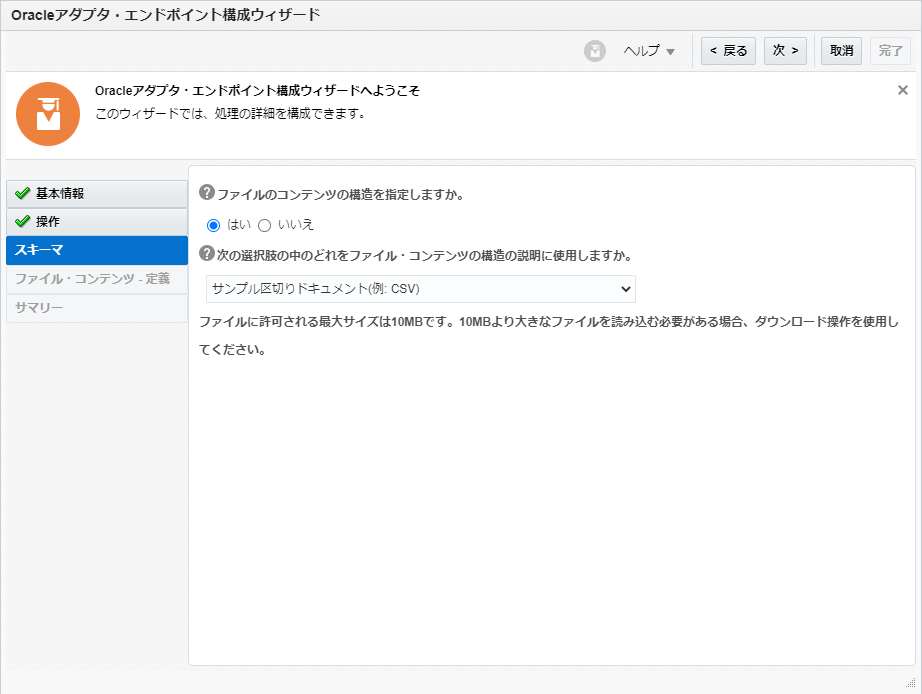 Oracleアダプタ・エンドポイント構成ウィザード
ヘルプ
< 戻る
次 >
取消
完了
Oracleアダプタ・エンドポイント構成ウィザードへようこそ
このウィザードでは、処理の詳細を構成できます。
基本情報
操作
スキーマ
ファイル・コンテンツ - 定義
サマリー
ファイルのコンテンツの構造を指定しますか。
はい いいえ
次の選択肢の中のどれをファイル・コンテンツの構造の説明に使用しますか。
サンプル区切りドキュメント(例: CSV)
ファイルに許可される最大サイズは10MBです。10MBより大きなファイルを読み込む必要がある場合、ダウンロード操作を使用し
てください。